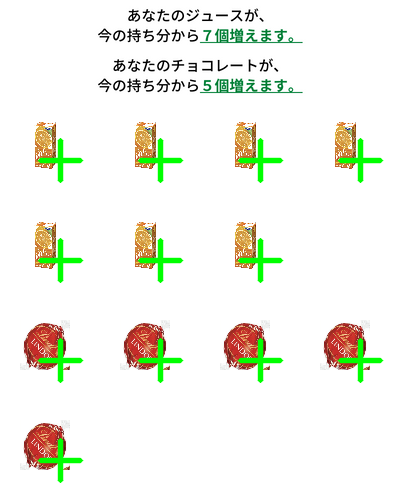 あなたのジュースが、
今の持ち分から７個増えます。
あなたのチョコレートが、
今の持ち分から５個増えます。